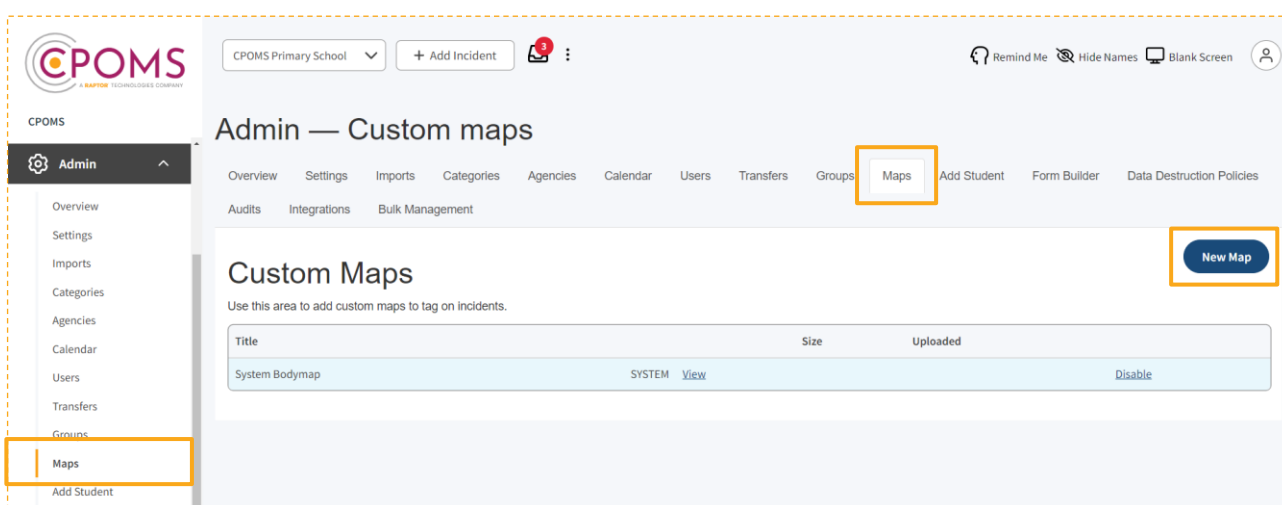 CPOMS
A RAPTOR TECHNOLOGIES COMPANY
CPOMS Primary School
+ Add Incident
3
Remind Me Hide Names Blank Screen
CPOMS
Admin
Overview
Settings
Imports
Categories
Agencies
Calendar
Users
Transfers
Groups
Maps
Add Student
Admin — Custom maps
Overview Settings Imports Categories Agencies Calendar Users Transfers Groups Maps Add Student Form Builder Data Destruction Policies
Audits Integrations Bulk Management
New Map
Custom Maps
Use this area to add custom maps to tag on incidents.
Title Size Uploaded
System Bodymap SYSTEM View Disable